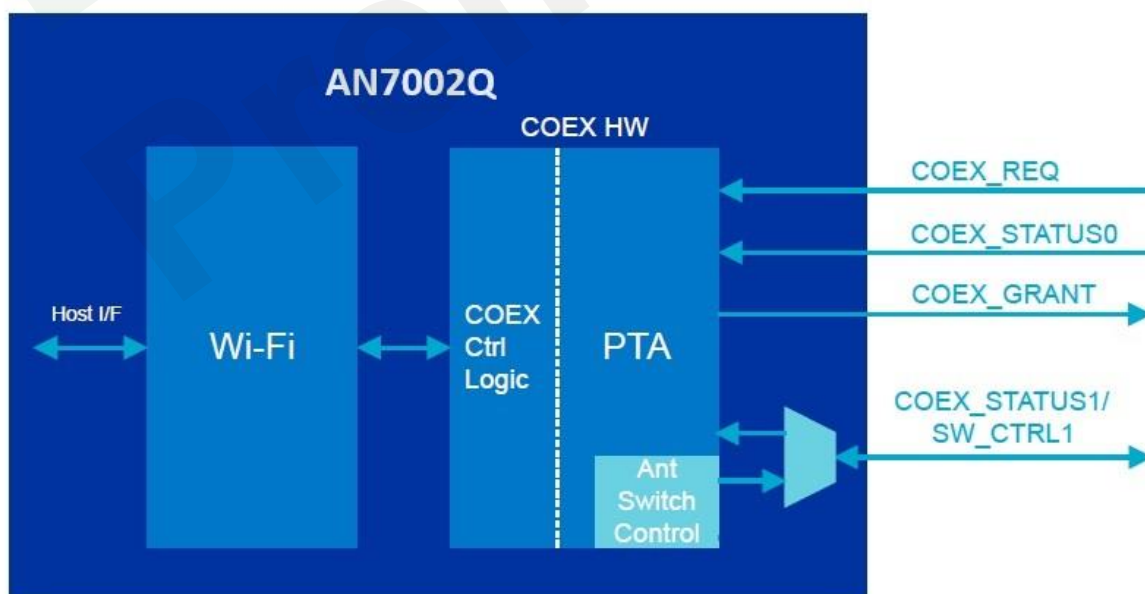 AN7002Q
COEX HW
COEX_REQ
COEX_STATUS0
COEX_GRANT
Host I/F
Wi-Fi
COEX
Ctrl
Logic
PTA
COEX_STATUS1/
SW_CTRL1
Ant
Switch
Control